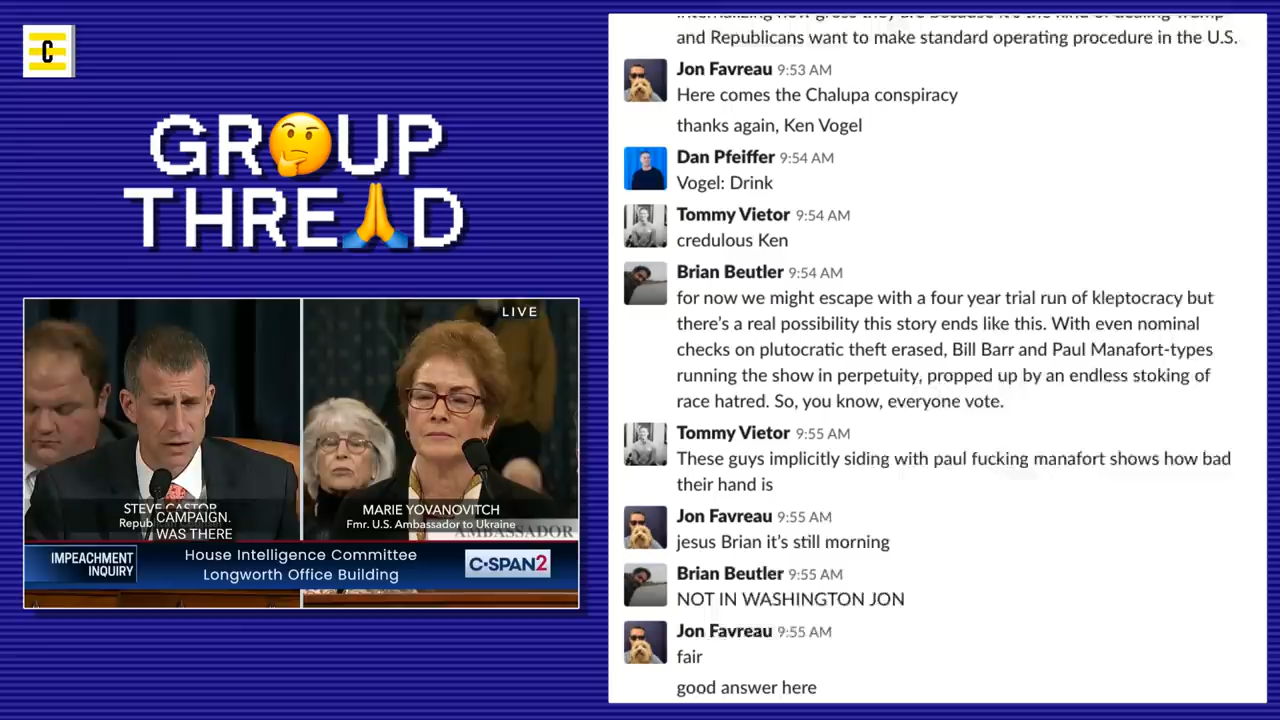 C
GR🤔UP
THRE🙏D
LIVE
STEVE CASTOR
Repub
CAMPAIGN.
WAS THERE
MARIE YOVANOVITCH
Fmr. U.S. Ambassador to Ukraine
AMBASSADOR
IMPEACHMENT
INQUIRY
House Intelligence Committee
Longworth Office Building
C-SPAN2
and Republicans want to make standard operating procedure in the U.S.
Jon Favreau 9:53 AM
Here comes the Chalupa conspiracy
thanks again, Ken Vogel
Dan Pfeiffer 9:54 AM
Vogel: Drink
Tommy Vietor 9:54 AM
credulous Ken
Brian Beutler 9:54 AM
for now we might escape with a four year trial run of kleptocracy but
there's a real possibility this story ends like this. With even nominal
checks on plutocratic theft erased, Bill Barr and Paul Manafort-types
running the show in perpetuity, propped up by an endless stoking of
race hatred. So, you know, everyone vote.
Tommy Vietor 9:55 AM
These guys implicitly siding with paul fucking manafort shows how bad
their hand is
Jon Favreau 9:55 AM
jesus Brian it's still morning
Brian Beutler 9:55 AM
NOT IN WASHINGTON JON
Jon Favreau 9:55 AM
fair
good answer here